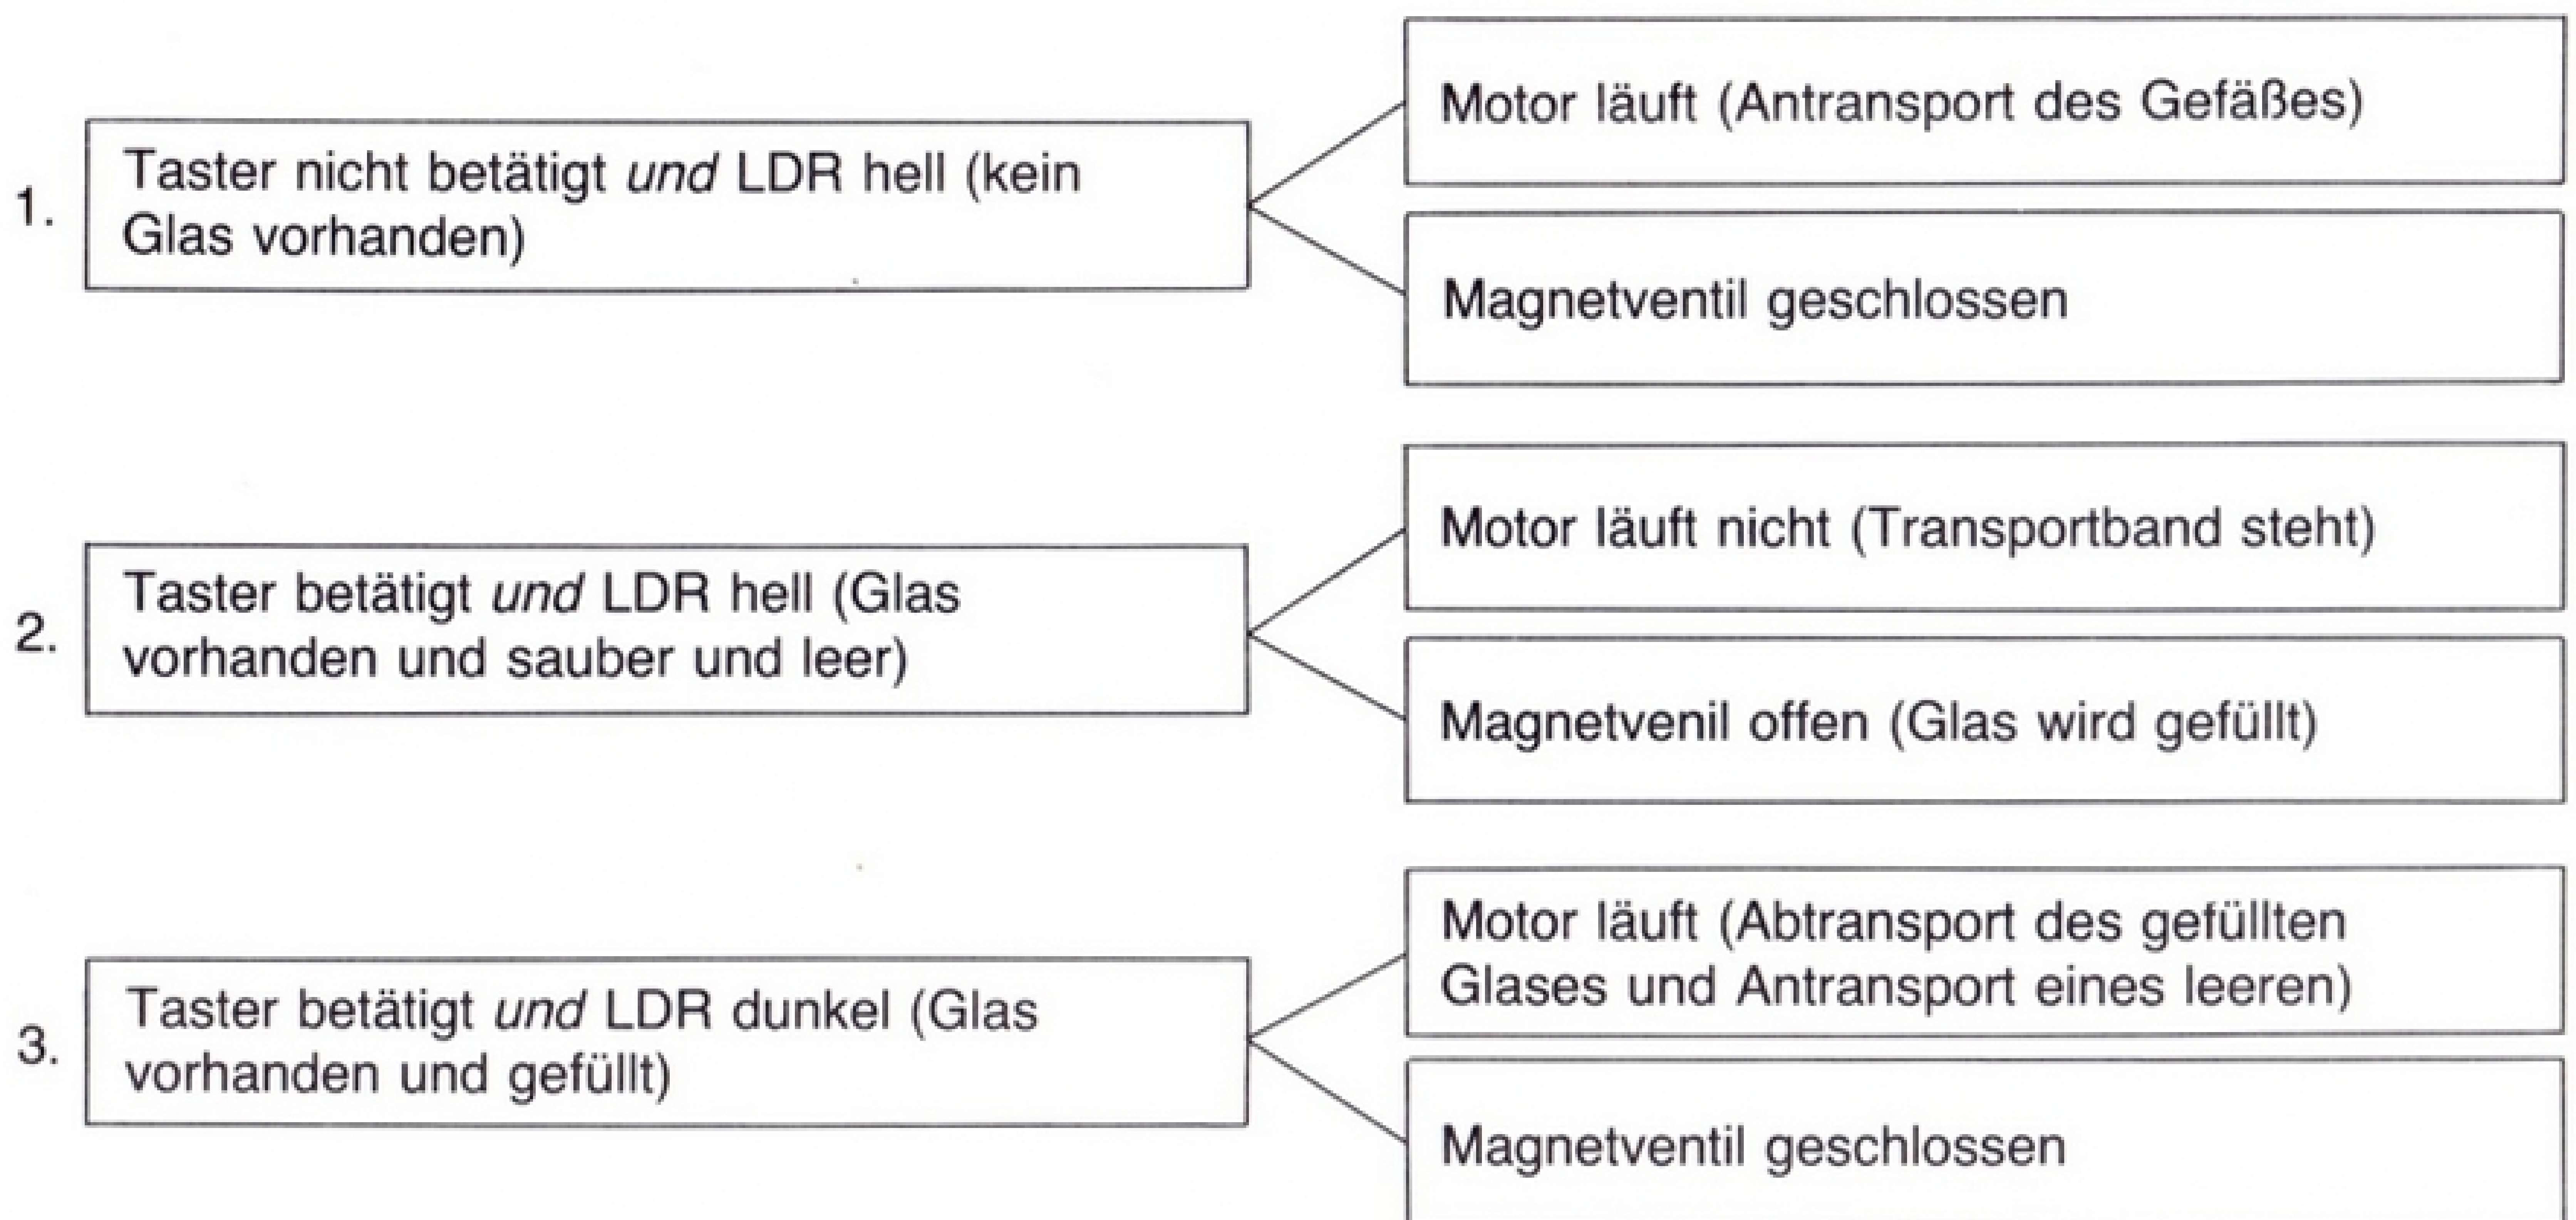 1.
Taster nicht betätigt und LDR hell (kein
Glas vorhanden)
Motor läuft (Antransport des Gefäßes)
Magnetventil geschlossen
2.
Taster betätigt und LDR hell (Glas
vorhanden und sauber und leer)
Motor läuft nicht (Transportband steht)
Magnetvenil offen (Glas wird gefüllt)
3.
Taster betätigt und LDR dunkel (Glas
vorhanden und gefüllt)
Motor läuft (Abtransport des gefüllten
Glases und Antransport eines leeren)
Magnetventil geschlossen